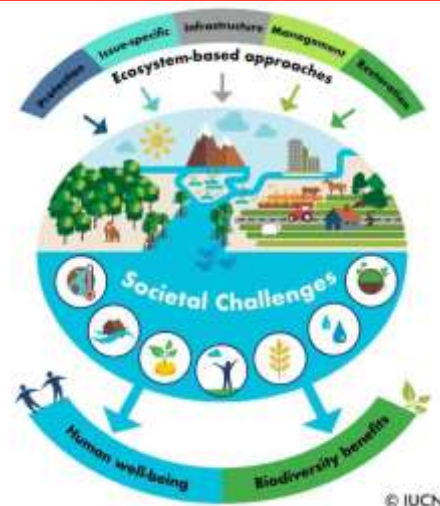 Protection
Issue-specific
Infrastructure
Management
Restoration
Ecosystem-based approaches
Societal Challenges
Human well-being
Biodiversity benefits
© IUCN